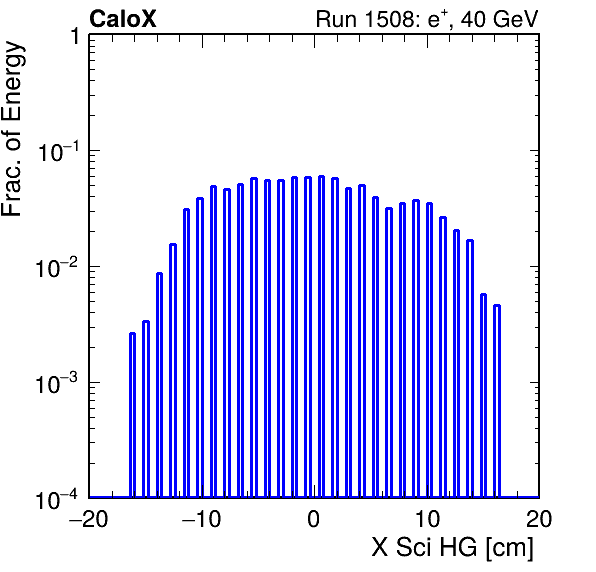 CaloX Run 1508: e⁺, 40 GeV
Frac. of Energy
1
10⁻¹
10⁻²
10⁻³
10⁻⁴
−20 −10 0 10 20
X Sci HG [cm]